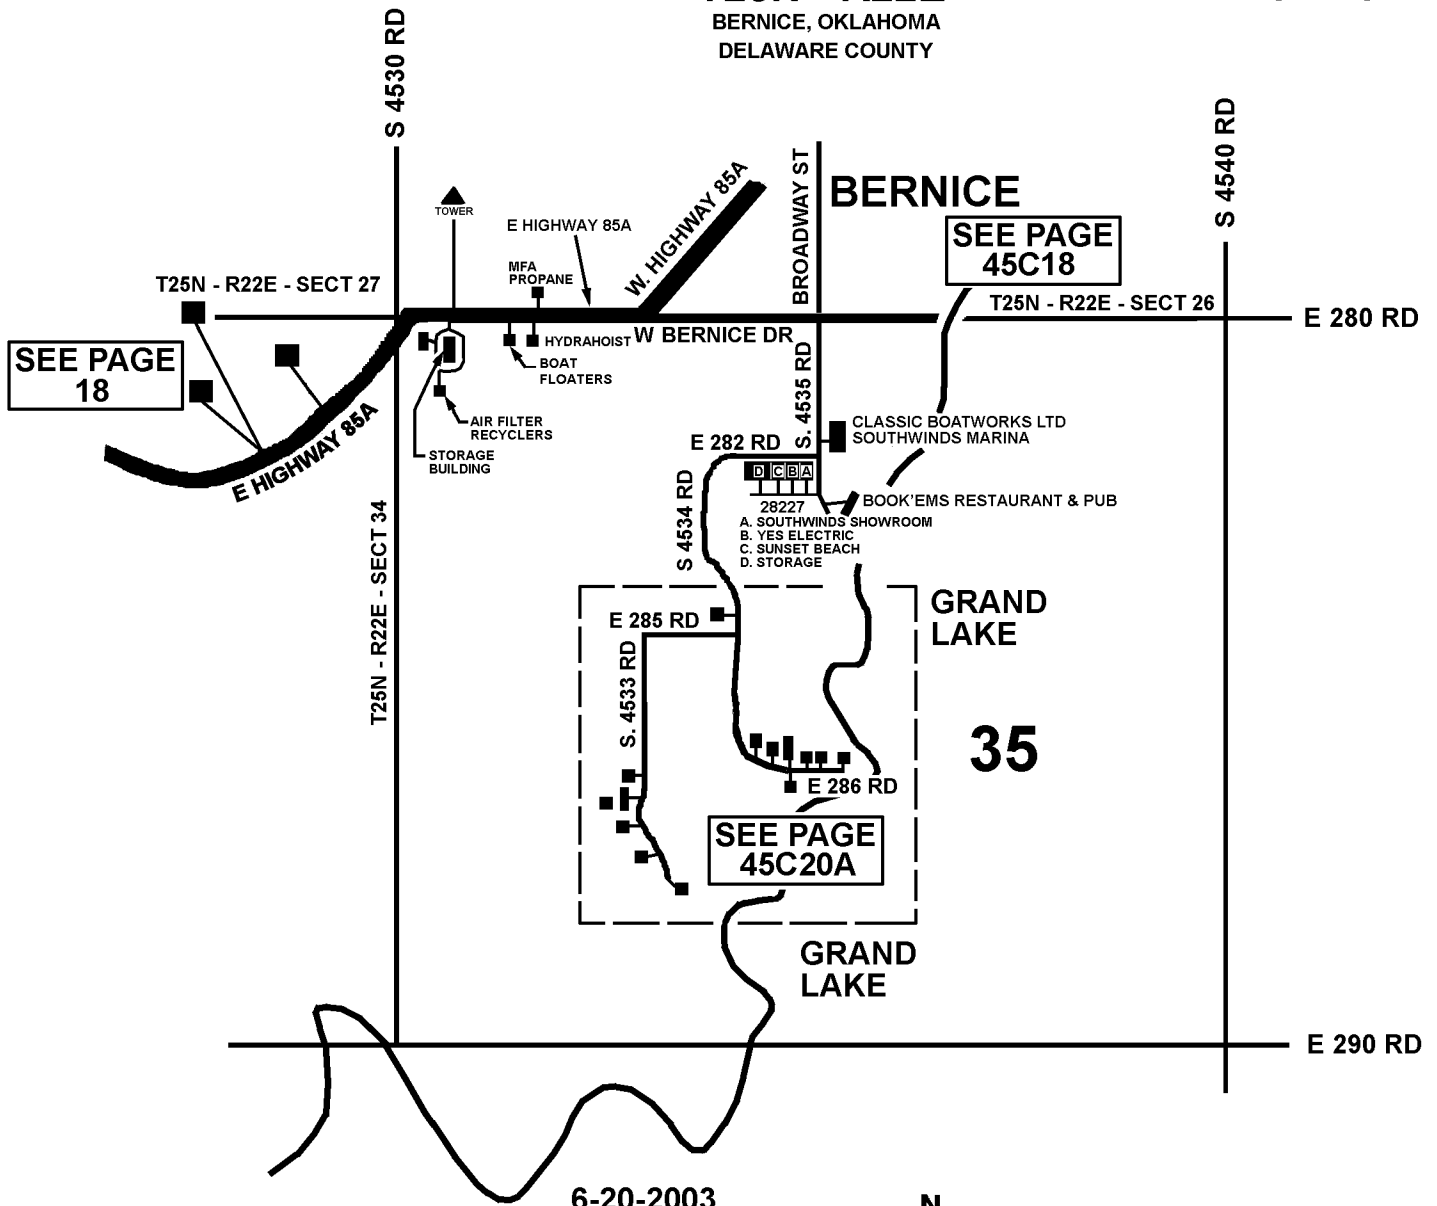 BERNICE, OKLAHOMA
DELAWARE COUNTY
S 4530 RD
S 4540 RD
BROADWAY ST
BERNICE
W. HIGHWAY 85A
TOWER
E HIGHWAY 85A
SEE PAGE
45C18
MFA
PROPANE
T25N - R22E - SECT 27
T25N - R22E - SECT 26
E 280 RD
W BERNICE DR
HYDRAHOIST
BOAT
FLOATERS
SEE PAGE
18
S. 4535 RD
E HIGHWAY 85A
AIR FILTER
RECYCLERS
STORAGE
BUILDING
CLASSIC BOATWORKS LTD
SOUTHWINDS MARINA
E 282 RD
D C B A
S 4534 RD
28227
BOOK'EMS RESTAURANT & PUB
A. SOUTHWINDS SHOWROOM
B. YES ELECTRIC
C. SUNSET BEACH
D. STORAGE
T25N - R22E - SECT 34
GRAND
LAKE
E 285 RD
S. 4533 RD
35
E 286 RD
SEE PAGE
45C20A
GRAND
LAKE
E 290 RD
6-20-2003
N